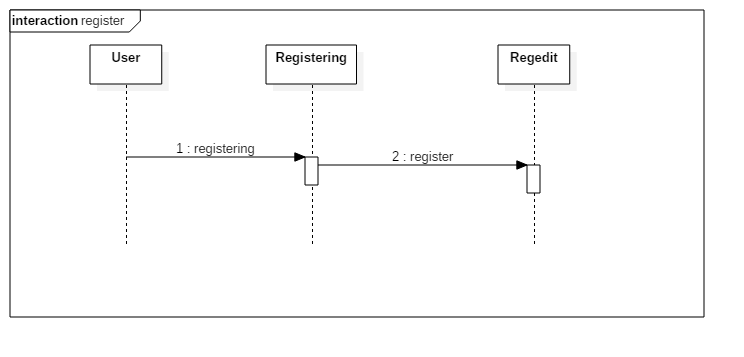 interaction register
User
Registering
Regedit
1 : registering
2 : register